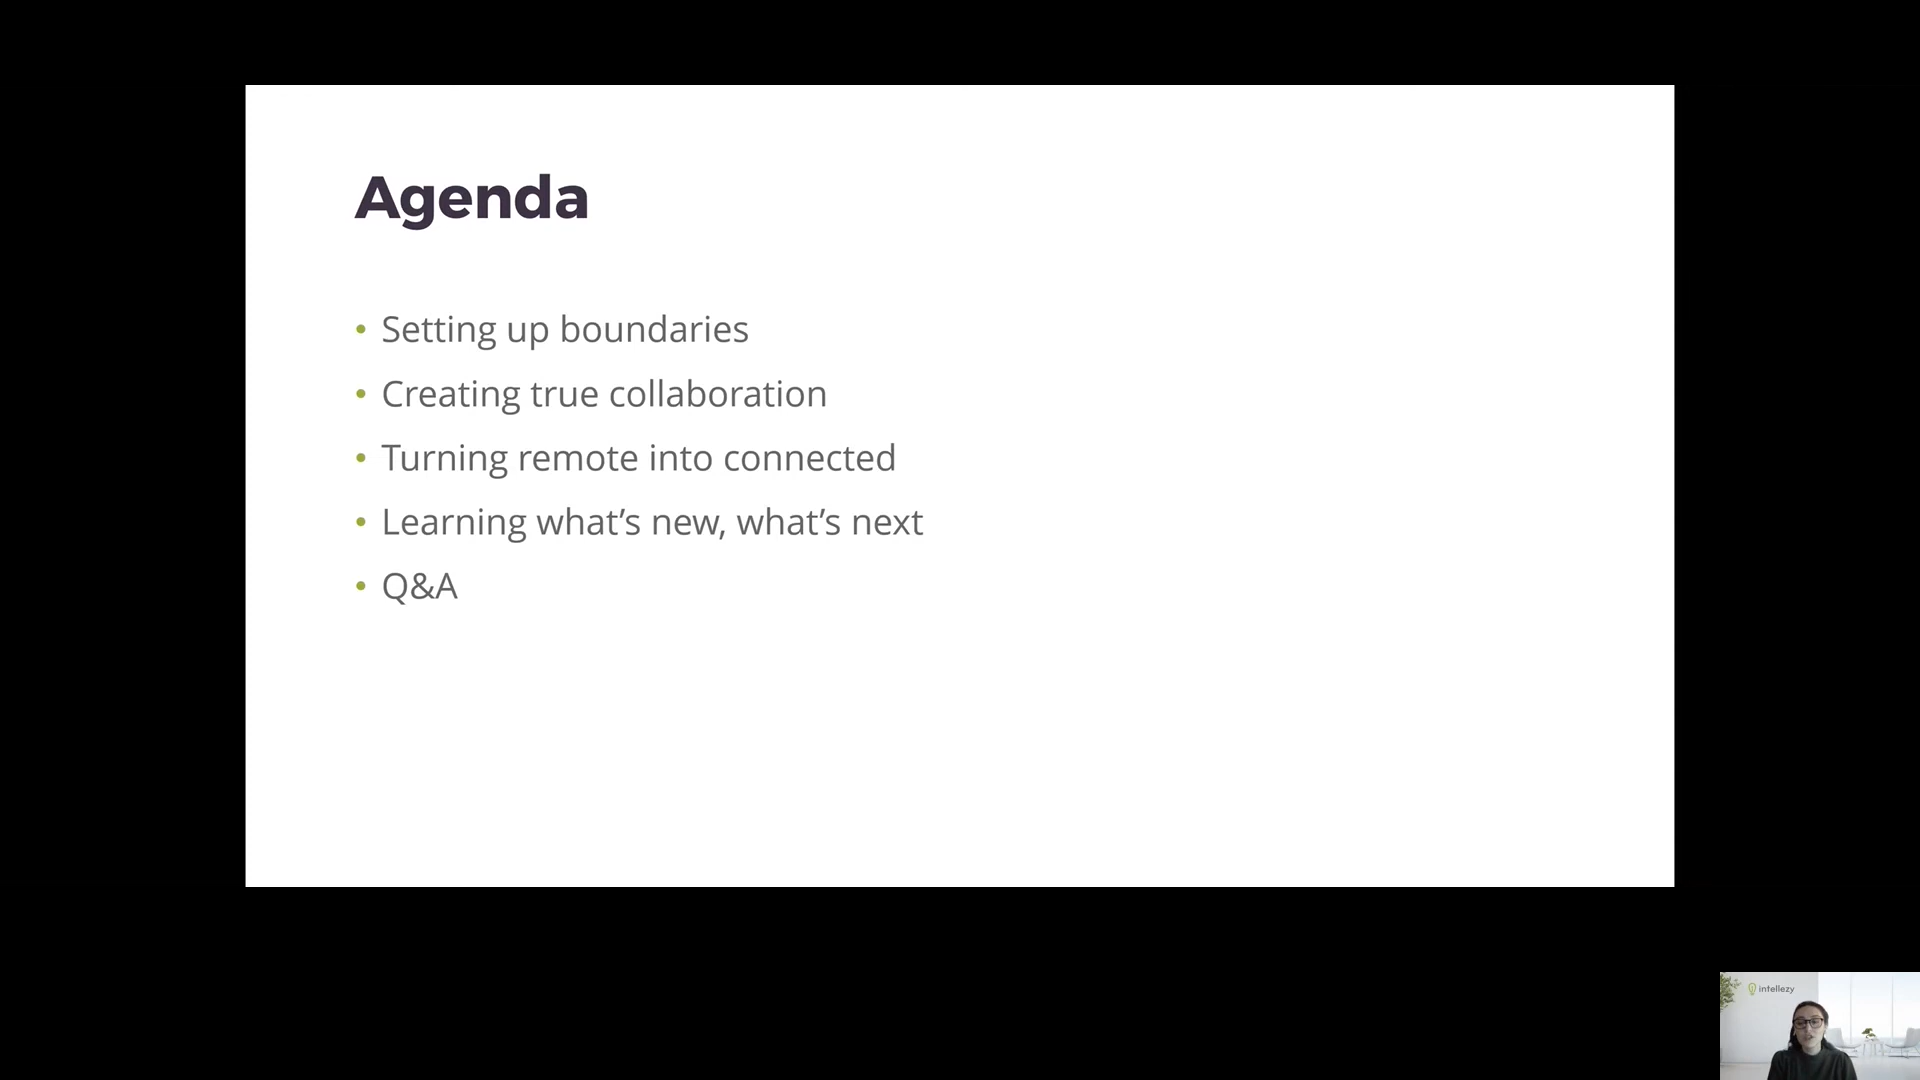 Agenda
• Setting up boundaries
• Creating true collaboration
• Turning remote into connected
• Learning what’s new, what’s next
• Q&A
intellezy